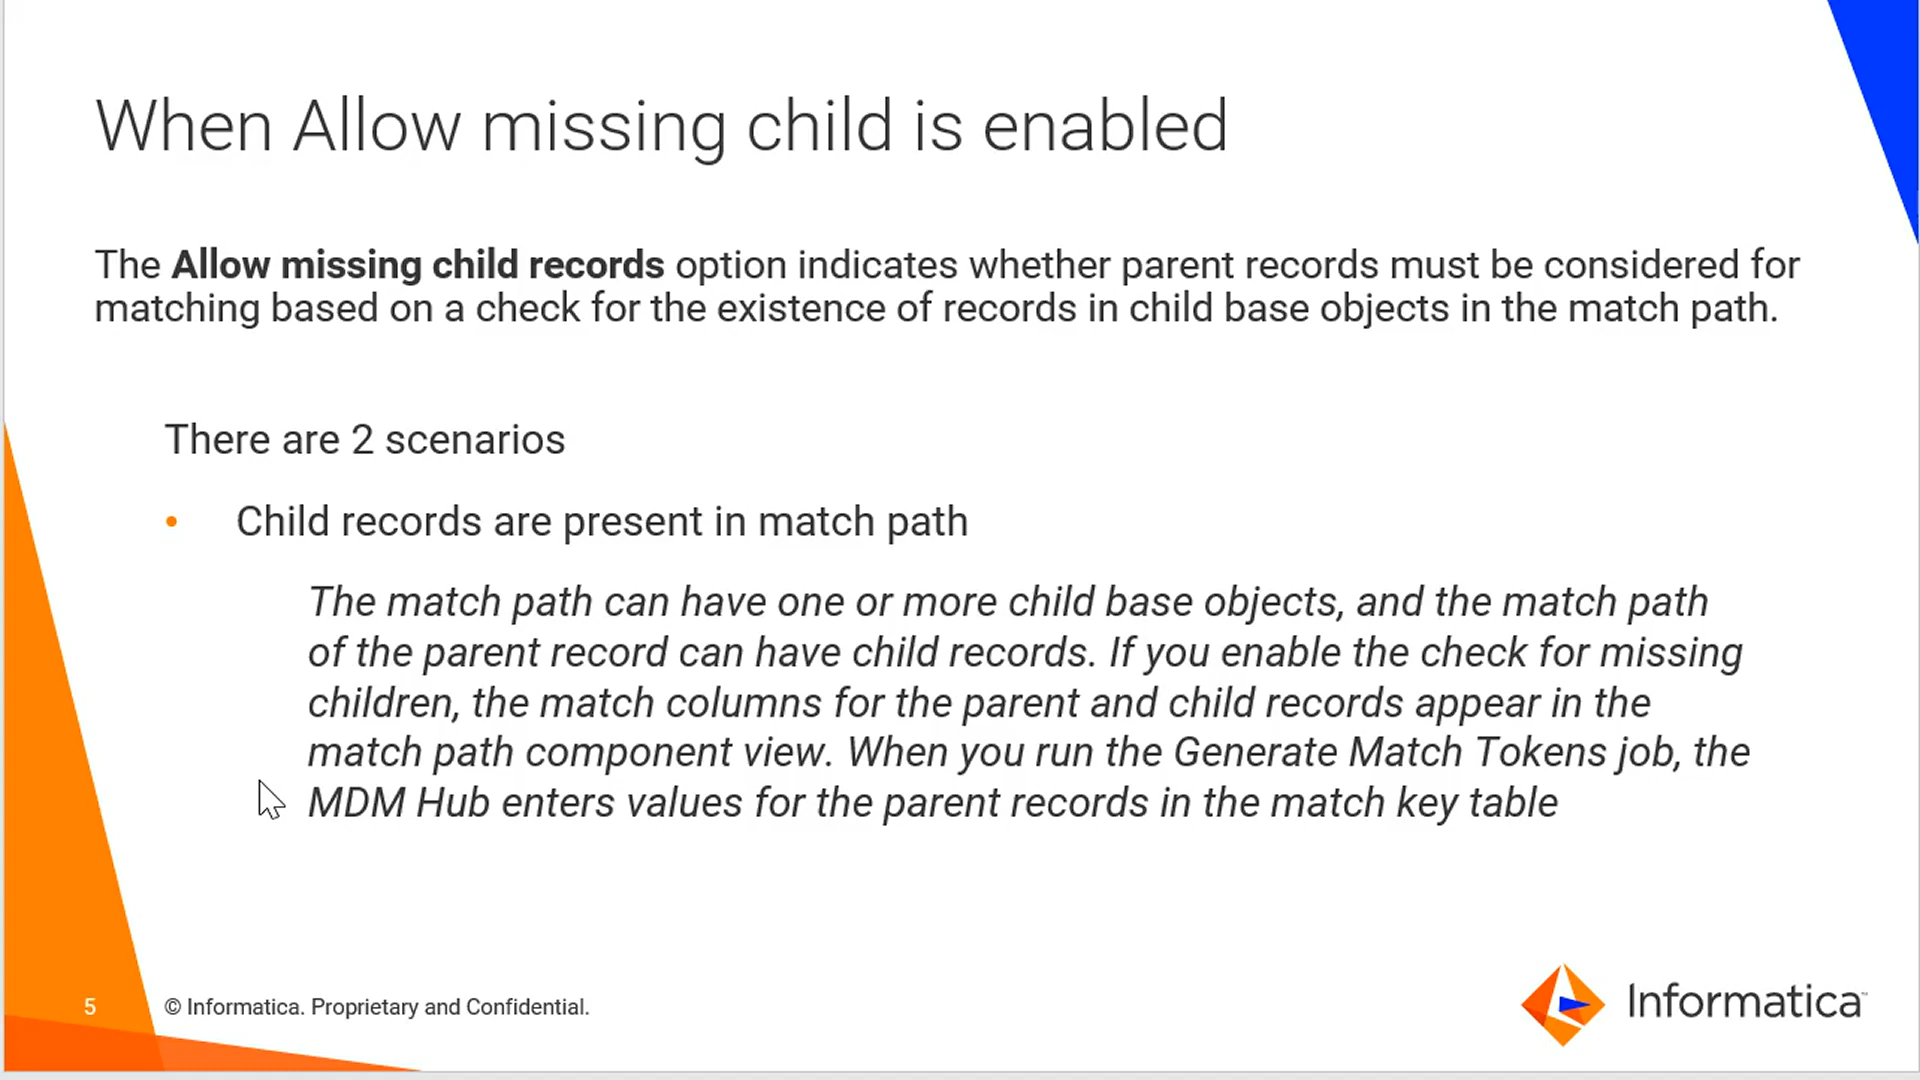 When Allow missing child is enabled
The Allow missing child records option indicates whether parent records must be considered for
matching based on a check for the existence of records in child base objects in the match path.
There are 2 scenarios
• Child records are present in match path
The match path can have one or more child base objects, and the match path
of the parent record can have child records. If you enable the check for missing
children, the match columns for the parent and child records appear in the
match path component view. When you run the Generate Match Tokens job, the
MDM Hub enters values for the parent records in the match key table
5 © Informatica. Proprietary and Confidential.
Informatica™